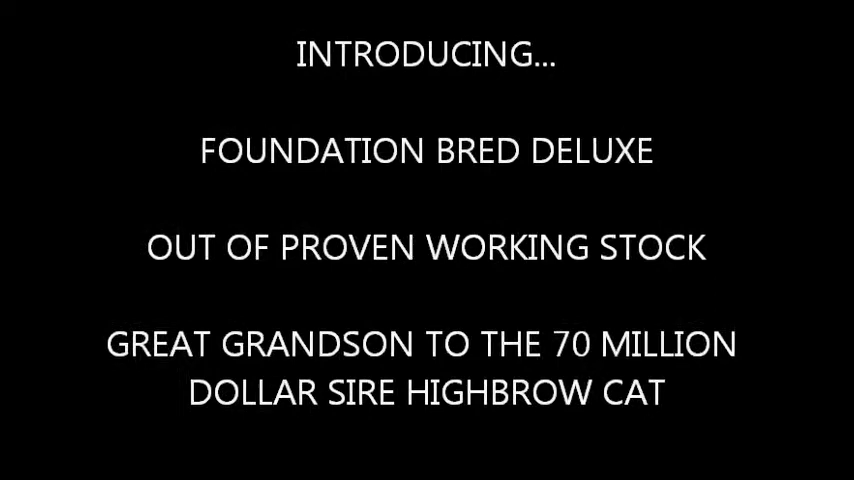 INTRODUCING...
FOUNDATION BRED DELUXE
OUT OF PROVEN WORKING STOCK
GREAT GRANDSON TO THE 70 MILLION
DOLLAR SIRE HIGHBROW CAT